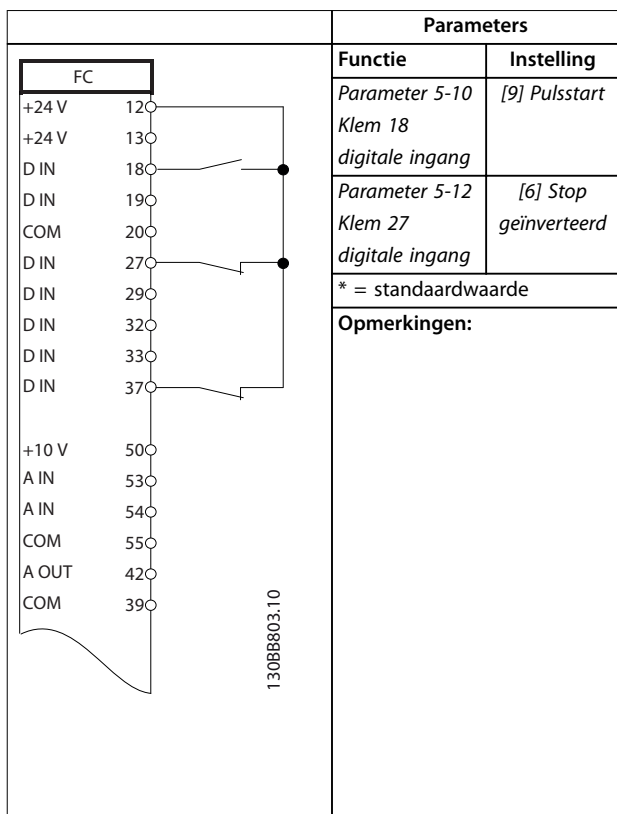 FC
+24 V 12
+24 V 13
D IN 18
D IN 19
COM 20
D IN 27
D IN 29
D IN 32
D IN 33
D IN 37
+10 V 50
A IN 53
A IN 54
COM 55
A OUT 42
COM 39
130BB803.10
Parameters
Functie Instelling
Parameter 5-10 [9] Pulsstart
Klem 18
digitale ingang
Parameter 5-12 [6] Stop
Klem 27 geïnverteerd
digitale ingang
* = standaardwaarde
Opmerkingen: